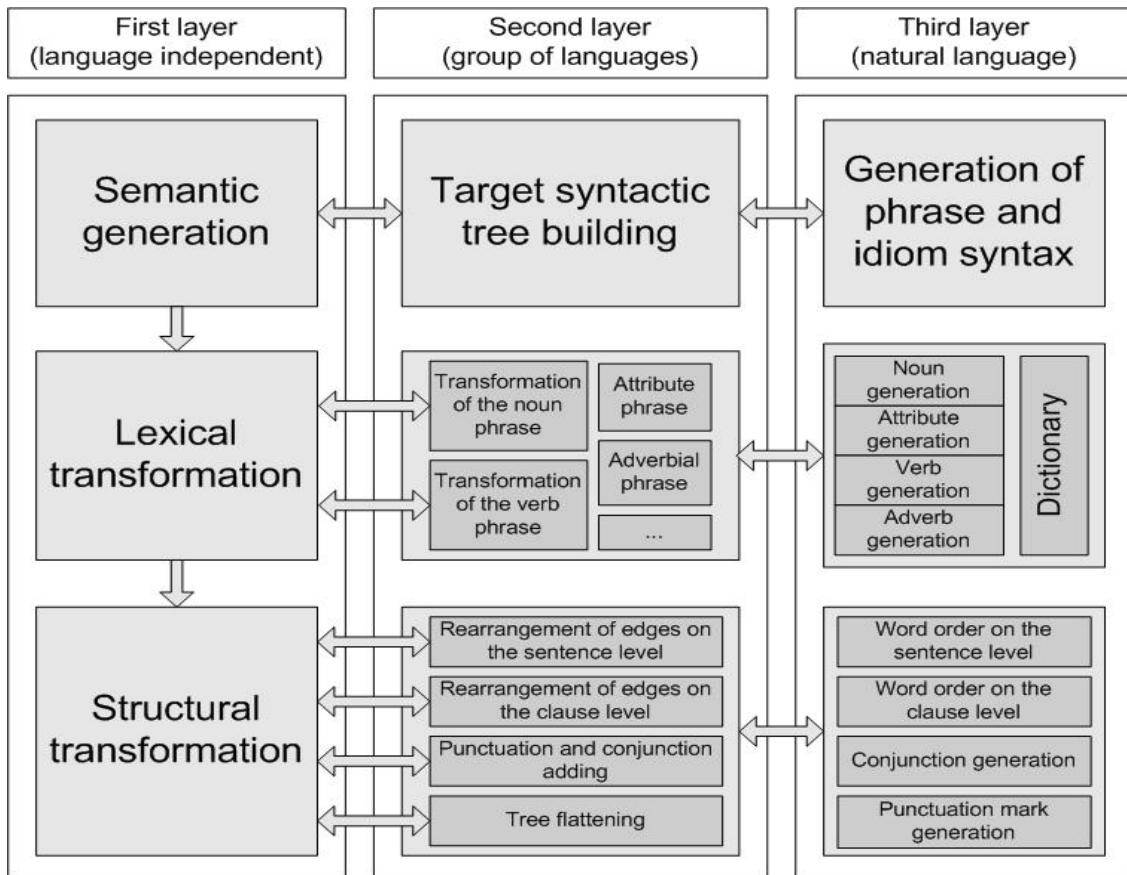 First layer
(language independent)
Second layer
(group of languages)
Third layer
(natural language)
Semantic
generation
Target syntactic
tree building
Generation of
phrase and
idiom syntax
Lexical
transformation
Transformation
of the noun
phrase
Attribute
phrase
Transformation
of the verb
phrase
Adverbial
phrase
...
Noun
generation
Attribute
generation
Verb
generation
Adverb
generation
Dictionary
Structural
transformation
Rearrangement of edges on
the sentence level
Rearrangement of edges on
the clause level
Punctuation and conjunction
adding
Tree flattening
Word order on the
sentence level
Word order on the
clause level
Conjunction generation
Punctuation mark
generation